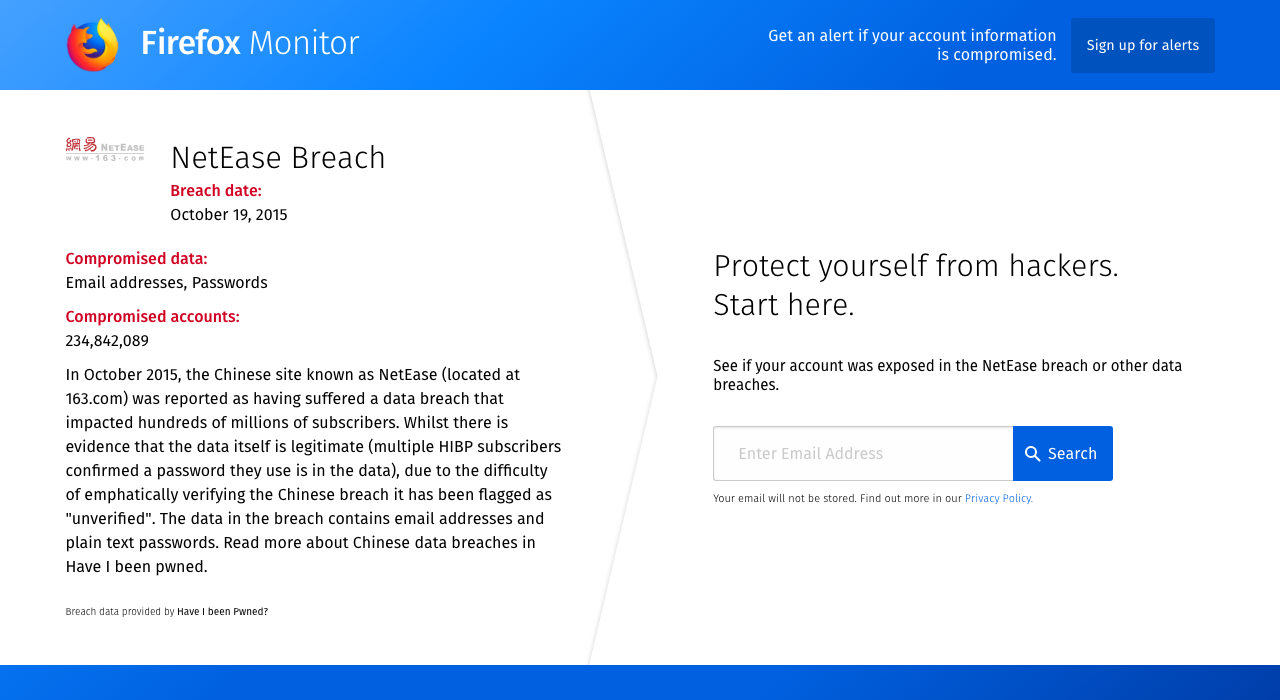 Firefox Monitor
Get an alert if your account information
is compromised.
Sign up for alerts
網易 NETEASE
www.163.com
NetEase Breach
Breach date:
October 19, 2015
Compromised data:
Email addresses, Passwords
Compromised accounts:
234,842,089
In October 2015, the Chinese site known as NetEase (located at
163.com) was reported as having suffered a data breach that
impacted hundreds of millions of subscribers. Whilst there is
evidence that the data itself is legitimate (multiple HIBP subscribers
confirmed a password they use is in the data), due to the difficulty
of emphatically verifying the Chinese breach it has been flagged as
"unverified". The data in the breach contains email addresses and
plain text passwords. Read more about Chinese data breaches in
Have I been pwned.
Breach data provided by Have I been Pwned?
Protect yourself from hackers.
Start here.
See if your account was exposed in the NetEase breach or other data
breaches.
Enter Email Address
Search
Your email will not be stored. Find out more in our Privacy Policy.